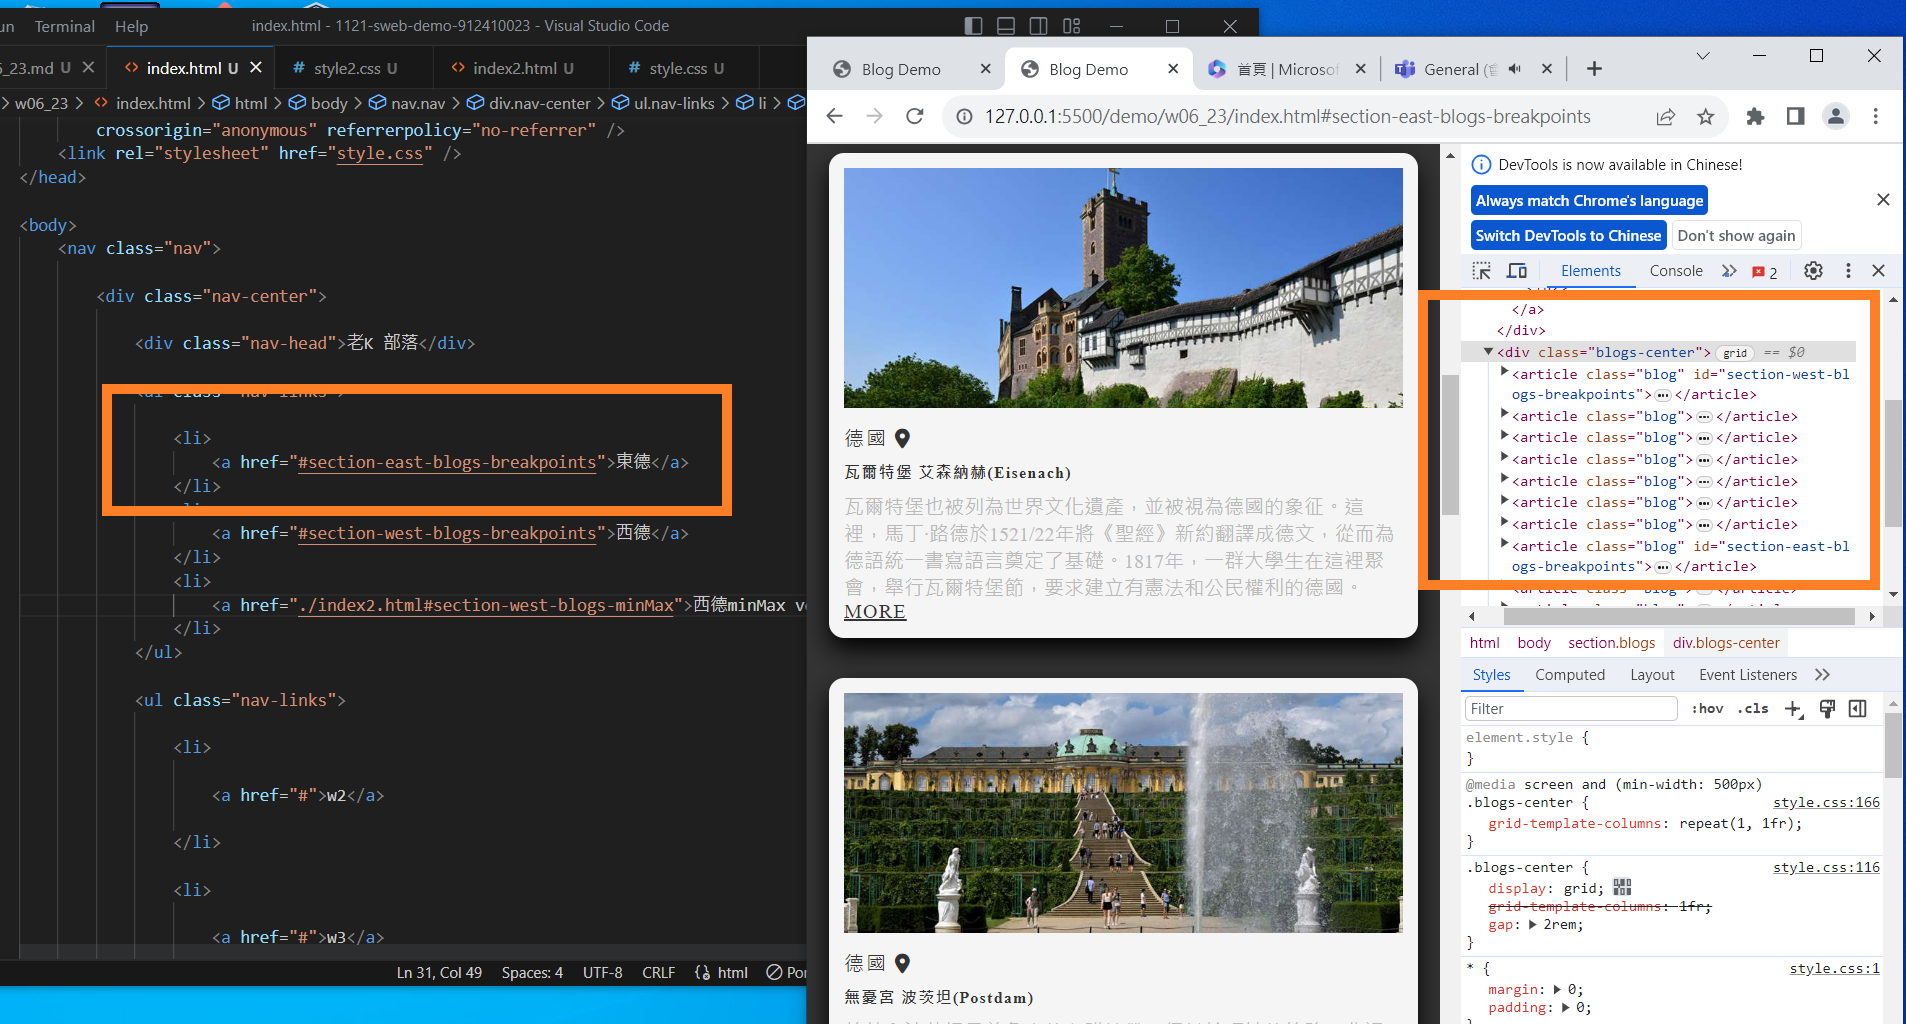 un Terminal Help index.html - 1121-sweb-demo-912410023 - Visual Studio Code
6_23.md U index.html U style2.css U index2.html U style.css U
w06_23 > index.html > html > body > nav.nav > div.nav-center > ul.nav-links > li >
crossorigin="anonymous" referrerpolicy="no-referrer" />
<link rel="stylesheet" href="style.css" />
</head>
<body>
<nav class="nav">
<div class="nav-center">
<div class="nav-head">老K 部落</div>
<ul class="nav-links">
<li>
<a href="#section-east-blogs-breakpoints">東德</a>
</li>
<a href="#section-west-blogs-breakpoints">西德</a>
</li>
<li>
<a href="./index2.html#section-west-blogs-minMax">西德minMax
</li>
</ul>
<ul class="nav-links">
<li>
<a href="#">w2</a>
</li>
<li>
<a href="#">w3</a>
Ln 31, Col 49 Spaces: 4 UTF-8 CRLF html Por
Blog Demo Blog Demo 首頁 | Microsof General (
127.0.0.1:5500/demo/w06_23/index.html#section-east-blogs-breakpoints
德國
瓦爾特堡 艾森納赫(Eisenach)
瓦爾特堡也被列為世界文化遺產，並被視為德國的象征。這
裡，馬丁·路德於1521/22年將《聖經》新約翻譯成德文，從而為
德語統一書寫語言奠定了基礎。1817年，一群大學生在這裡聚
會，舉行瓦爾特堡節，要求建立有憲法和公民權利的德國。
MORE
德國
無憂宮 波茨坦(Postdam)
DevTools is now available in Chinese!
Always match Chrome's language
Switch DevTools to Chinese Don't show again
Elements Console 2
</a>
</div>
<div class="blogs-center"> grid == $0
<article class="blog" id="section-west-bl
ogs-breakpoints"> … </article>
<article class="blog"> … </article>
<article class="blog"> … </article>
<article class="blog"> … </article>
<article class="blog"> … </article>
<article class="blog"> … </article>
<article class="blog"> … </article>
<article class="blog" id="section-east-bl
ogs-breakpoints"> … </article>
html body section.blogs div.blogs-center
Styles Computed Layout Event Listeners
Filter :hov .cls
element.style {
}
@media screen and (min-width: 500px)
.blogs-center { style.css:166
grid-template-columns: repeat(1, 1fr);
}
.blogs-center { style.css:116
display: grid;
grid-template-columns: 1fr;
gap: 2rem;
}
* { style.css:1
margin: 0;
padding: 0;